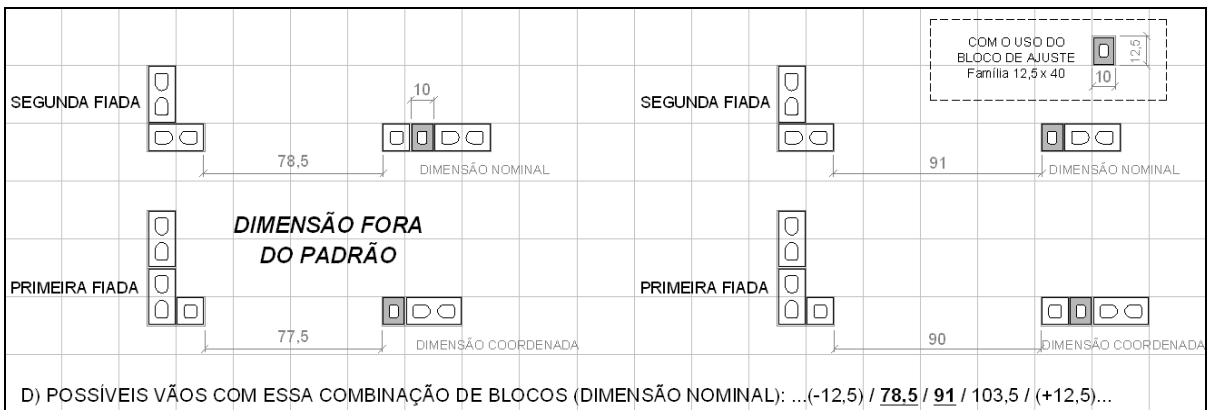 COM O USO DO
BLOCO DE AJUSTE
Família 12,5 x 40
12,5
10
SEGUNDA FIADA
10
78,5
DIMENSÃO NOMINAL
SEGUNDA FIADA
91
DIMENSÃO NOMINAL
DIMENSÃO FORA
DO PADRÃO
PRIMEIRA FIADA
77,5
DIMENSÃO COORDENADA
PRIMEIRA FIADA
90
DIMENSÃO COORDENADA
D) POSSÍVEIS VÃOS COM ESSA COMBINAÇÃO DE BLOCOS (DIMENSÃO NOMINAL): ...(-12,5) / 78,5 / 91 / 103,5 / (+12,5)...